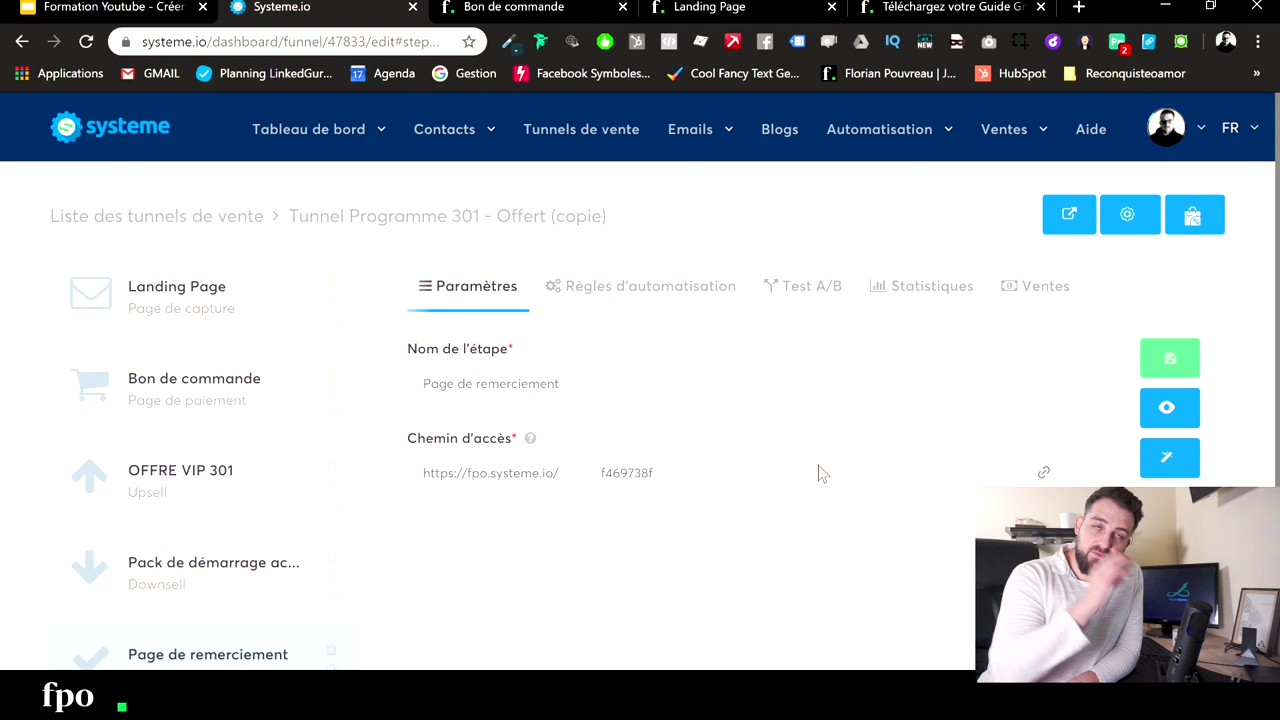 Formation Youtube - Créer
Systeme.io
Bon de commande
Landing Page
Téléchargez votre Guide Gr
systeme.io/dashboard/funnel/47833/edit#step...
IQ
NEW
2
Applications
GMAIL
Planning LinkedGur...
17
Agenda
Gestion
Facebook Symboles...
Cool Fancy Text Ge...
f.
Florian Pouvreau | J...
HubSpot
Reconquisteoamor
»
systeme
Tableau de bord
Contacts
Tunnels de vente
Emails
Blogs
Automatisation
Ventes
Aide
FR
Liste des tunnels de vente > Tunnel Programme 301 - Offert (copie)
Landing Page
Page de capture
Bon de commande
Page de paiement
OFFRE VIP 301
Upsell
Pack de démarrage ac...
Downsell
Page de remerciement
Paramètres
Règles d'automatisation
Test A/B
Statistiques
Ventes
Nom de l'étape*
Page de remerciement
Chemin d'accès* ?
https://fpo.systeme.io/ f469738f
fpo.